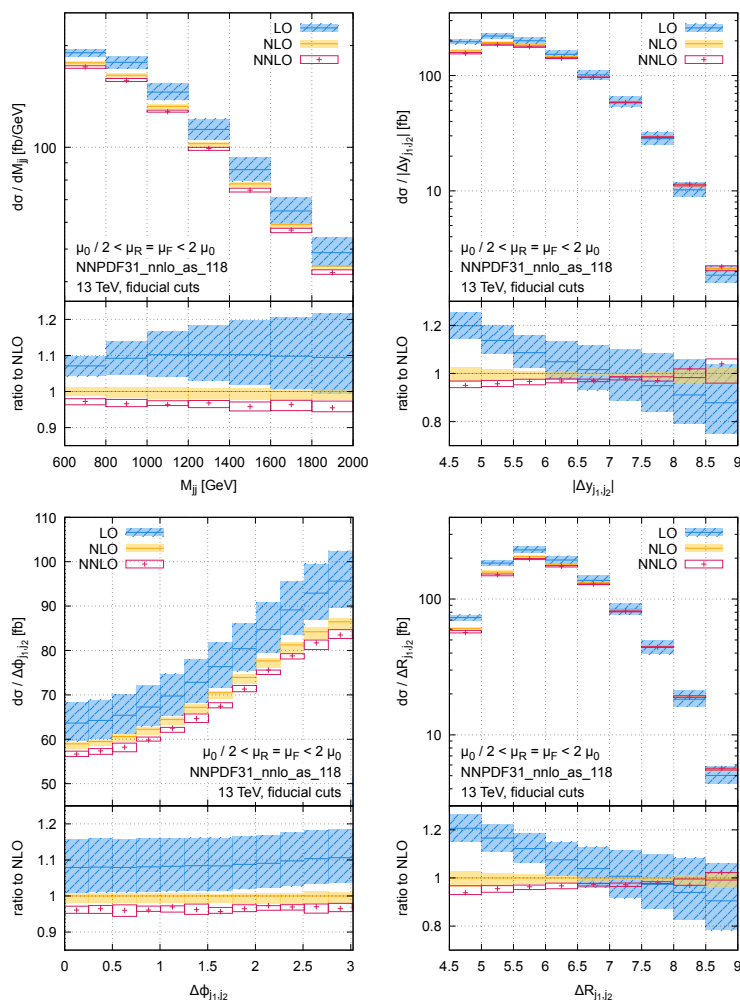 LO
NLO
NNLO
100
dσ / dM_jj [fb/GeV]
μ_0 / 2 < μ_R = μ_F < 2 μ_0
NNPDF31_nnlo_as_118
13 TeV, fiducial cuts
1.2
1.1
1
0.9
ratio to NLO
600 800 1000 1200 1400 1600 1800 2000
M_jj [GeV]
LO
NLO
NNLO
100
10
dσ / |Δy_j1,j2| [fb]
μ_0 / 2 < μ_R = μ_F < 2 μ_0
NNPDF31_nnlo_as_118
13 TeV, fiducial cuts
1.2
1
0.8
ratio to NLO
4.5 5 5.5 6 6.5 7 7.5 8 8.5 9
|Δy_j1,j2|
110
100
90
80
70
60
50
LO
NLO
NNLO
dσ / Δϕ_j1,j2 [fb]
μ_0 / 2 < μ_R = μ_F < 2 μ_0
NNPDF31_nnlo_as_118
13 TeV, fiducial cuts
1.2
1.1
1
0.9
ratio to NLO
0 0.5 1 1.5 2 2.5 3
Δϕ_j1,j2
LO
NLO
NNLO
100
10
dσ / ΔR_j1,j2 [fb]
μ_0 / 2 < μ_R = μ_F < 2 μ_0
NNPDF31_nnlo_as_118
13 TeV, fiducial cuts
1.2
1
0.8
ratio to NLO
4.5 5 5.5 6 6.5 7 7.5 8 8.5 9
ΔR_j1,j2